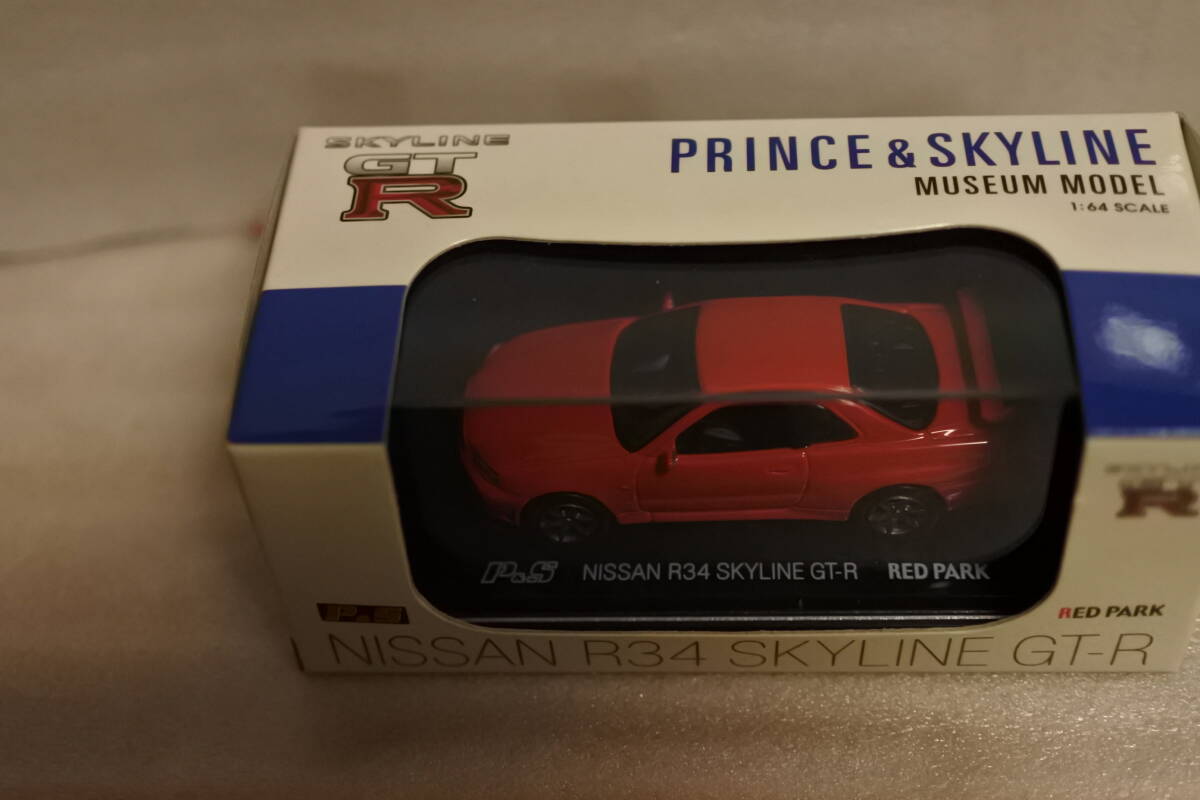 SKYLINE
GT
R
PRINCE & SKYLINE
MUSEUM MODEL
1:64 SCALE
P&S NISSAN R34 SKYLINE GT-R RED PARK
P&S
RED PARK
NISSAN R34 SKYLINE GT-R
SKYLINE
R